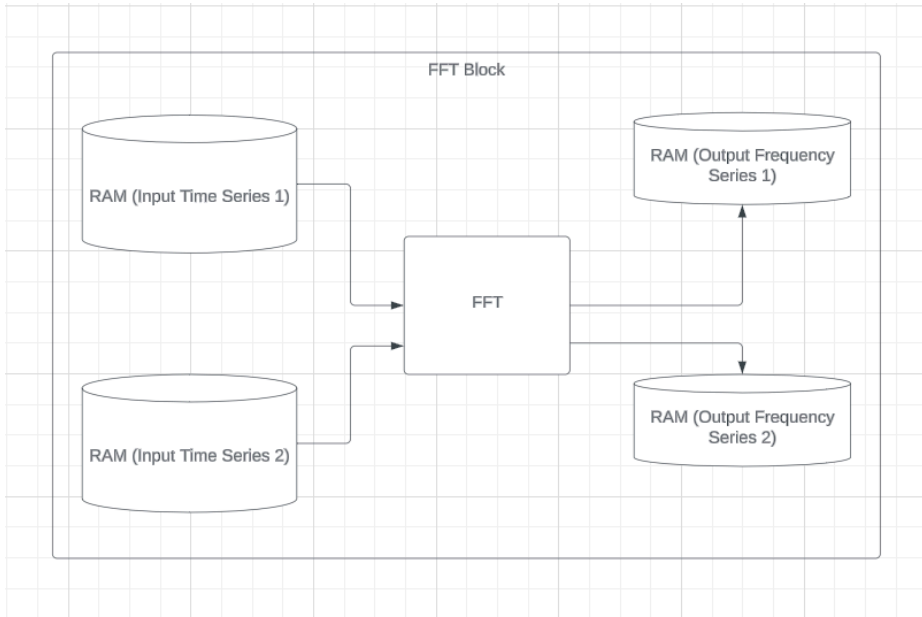 FFT Block
RAM (Input Time Series 1)
RAM (Output Frequency
Series 1)
FFT
RAM (Input Time Series 2)
RAM (Output Frequency
Series 2)